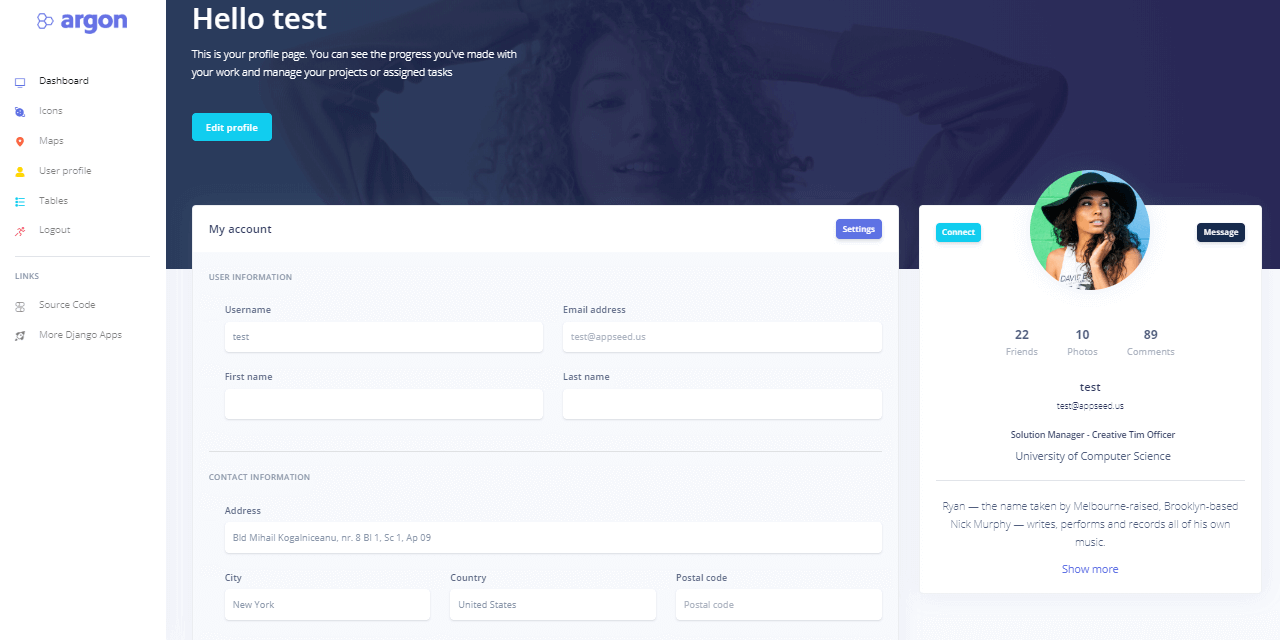 argon
Dashboard
Icons
Maps
User profile
Tables
Logout
LINKS
Source Code
More Django Apps
Hello test
This is your profile page. You can see the progress you've made with
your work and manage your projects or assigned tasks
Edit profile
My account
Settings
USER INFORMATION
Username
Email address
test
test@appseed.us
First name
Last name
CONTACT INFORMATION
Address
Bld Mihail Kogalniceanu, nr. 8 Bl 1, Sc 1, Ap 09
City
Country
Postal code
New York
United States
Postal code
Connect
Message
DAVID BO
22
10
89
Friends
Photos
Comments
test
test@appseed.us
Solution Manager - Creative Tim Officer
University of Computer Science
Ryan — the name taken by Melbourne-raised, Brooklyn-based
Nick Murphy — writes, performs and records all of his own
music.
Show more